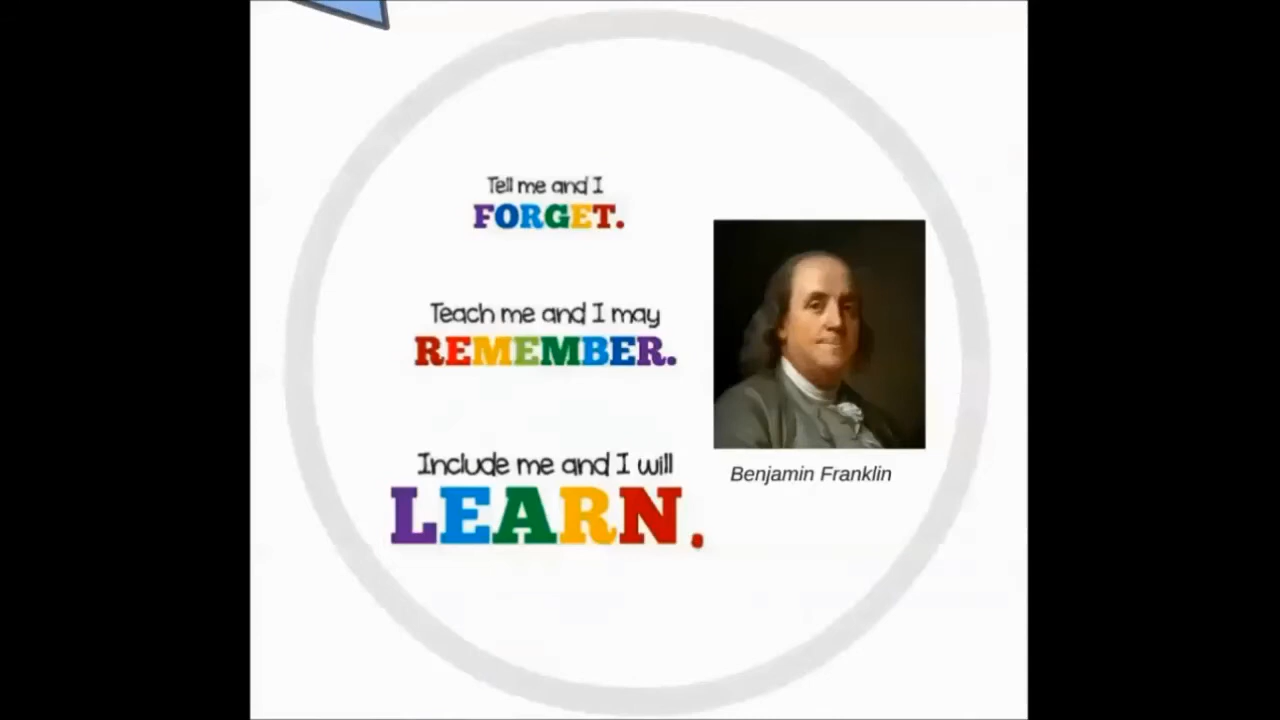 Tell me and I
FORGET.
Teach me and I may
REMEMBER.
Include me and I will
LEARN.
Benjamin Franklin